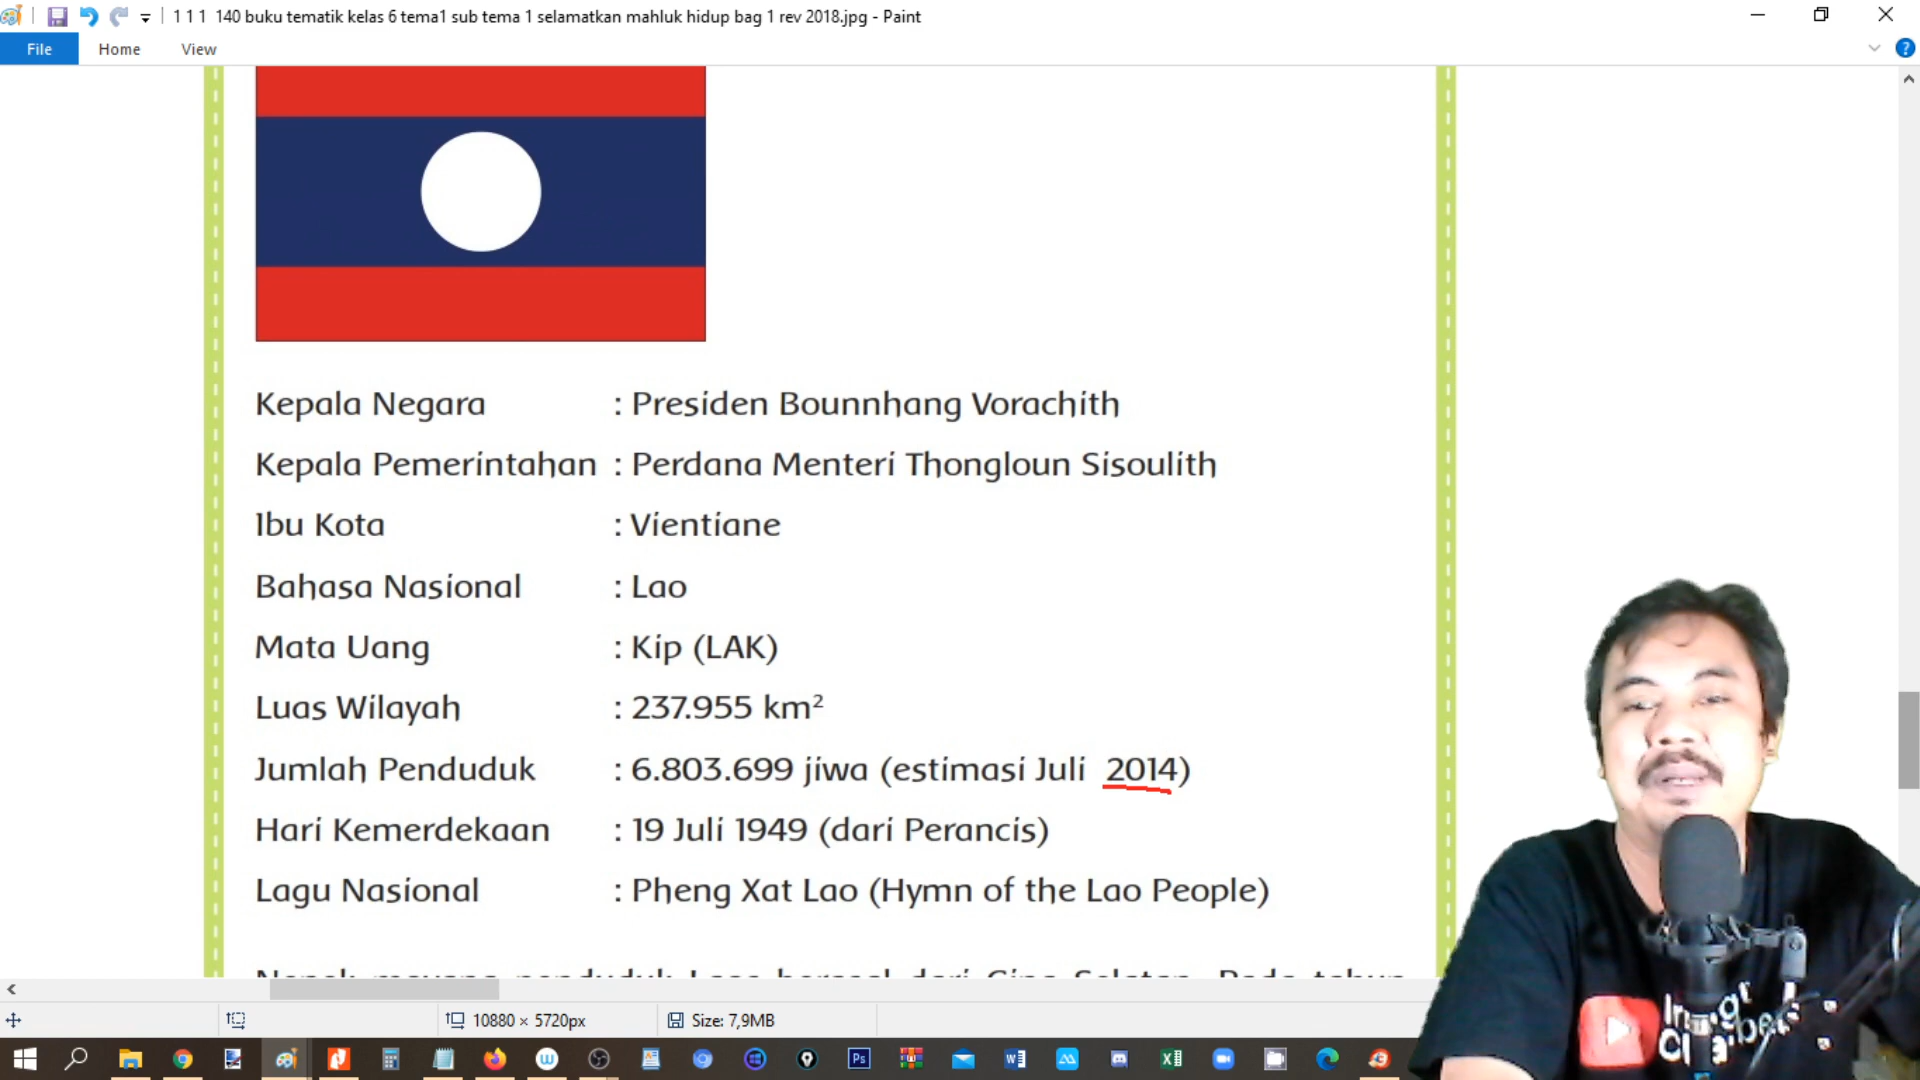 1 1 1  140 buku tematik kelas 6 tema1 sub tema 1 selamatkan mahluk hidup bag 1 rev 2018.jpg - Paint
File Home View
Kepala Negara : Presiden Bounnhang Vorachith
Kepala Pemerintahan : Perdana Menteri Thongloun Sisoulith
Ibu Kota : Vientiane
Bahasa Nasional : Lao
Mata Uang : Kip (LAK)
Luas Wilayah : 237.955 km²
Jumlah Penduduk : 6.803.699 jiwa (estimasi Juli 2014)
Hari Kemerdekaan : 19 Juli 1949 (dari Perancis)
Lagu Nasional : Pheng Xat Lao (Hymn of the Lao People)
10880 × 5720px Size: 7,9MB